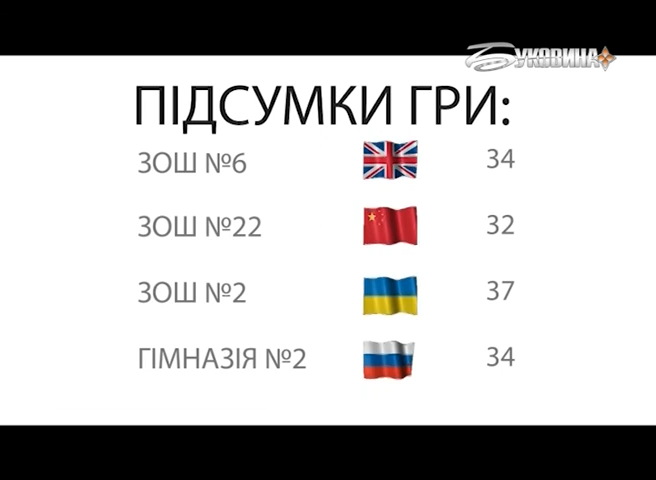 БУКОВИНА
ПІДСУМКИ ГРИ:
ЗОШ №6 34
ЗОШ №22 32
ЗОШ №2 37
ГІМНАЗІЯ №2 34